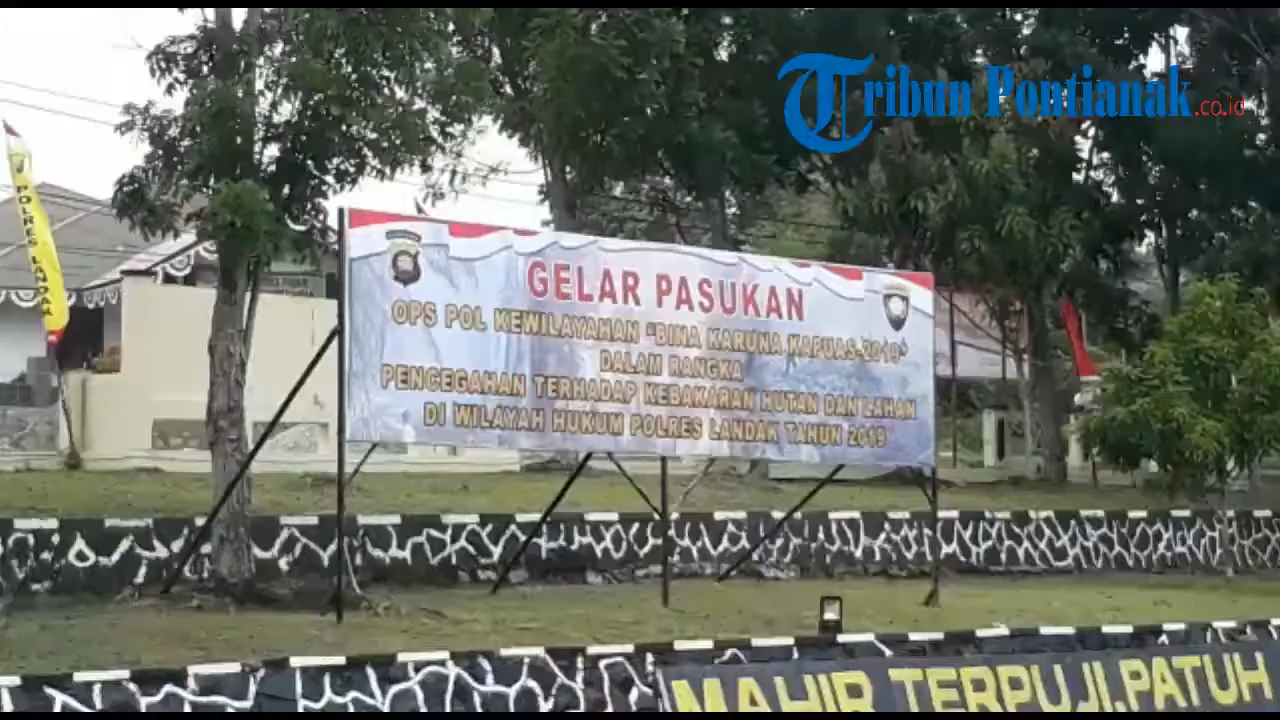 Tribun Pontianak.co.id
POLRES LANDAK
GELAR PASUKAN
OPS POL KEWILAYAHAN "BINA KARUNA KAPUAS-2019"
DALAM RANGKA
PENCEGAHAN TERHADAP KEBAKARAN HUTAN DAN LAHAN
DI WILAYAH HUKUM POLRES LANDAK TAHUN 2019
MAHIR TERPUJI,PATUH